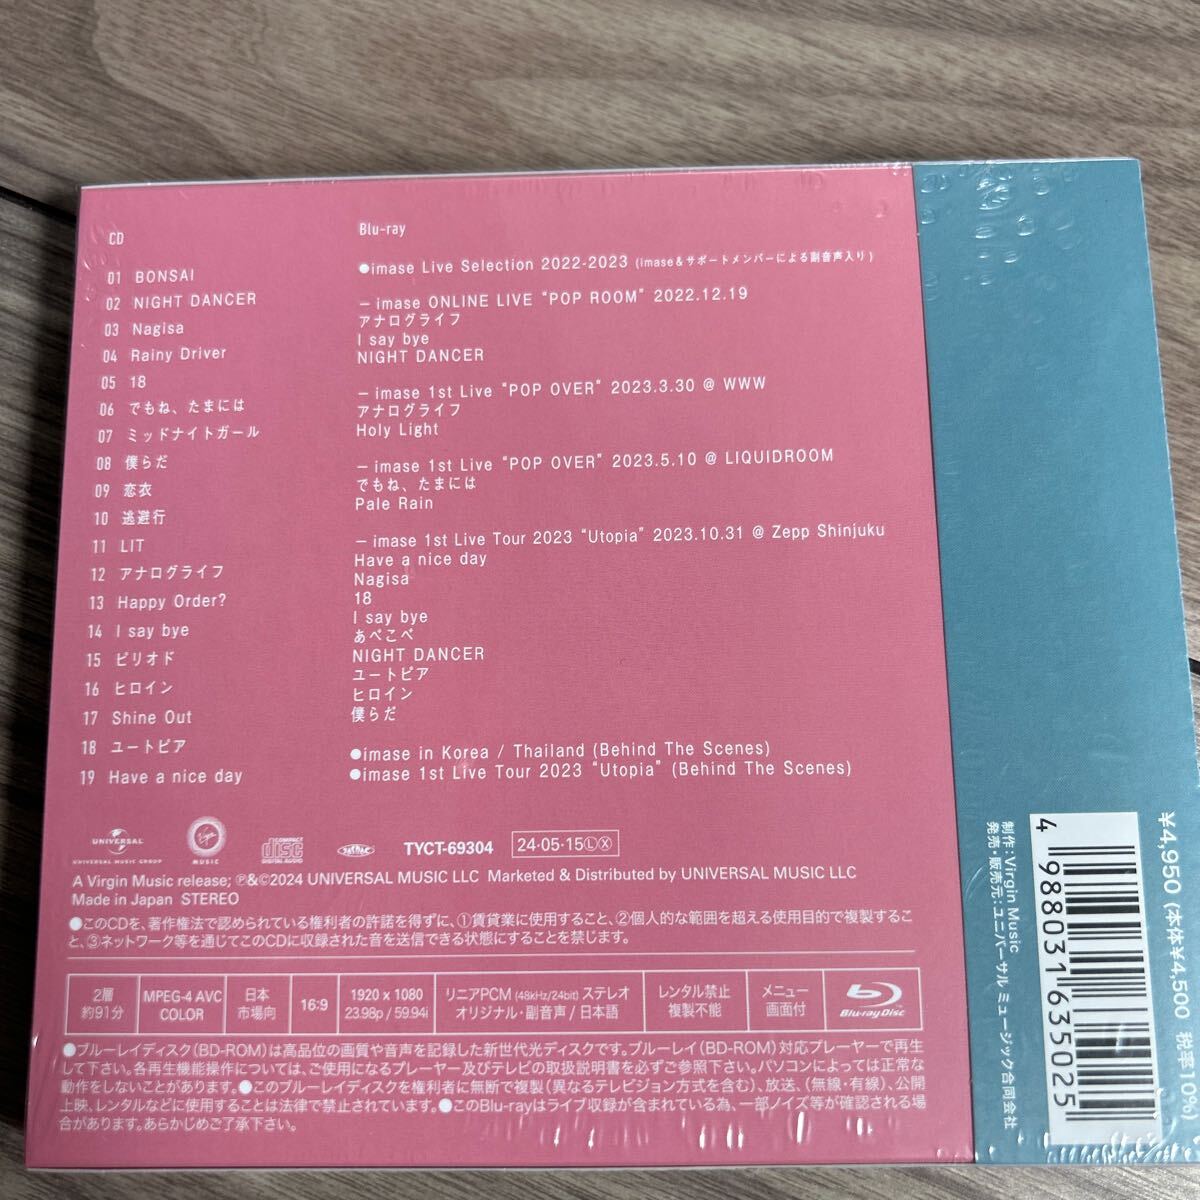 CD
01 BONSAI
02 NIGHT DANCER
03 Nagisa
04 Rainy Driver
05 18
06 でもね、たまには
07 ミッドナイトガール
08 僕らだ
09 恋衣
10 逃避行
11 LIT
12 アナログライフ
13 Happy Order?
14 I say bye
15 ピリオド
16 ヒロイン
17 Shine Out
18 ユートピア
19 Have a nice day
Blu-ray
●imase Live Selection 2022-2023 (imase&サポートメンバーによる副音声入り)
– imase ONLINE LIVE “POP ROOM” 2022.12.19
アナログライフ
I say bye
NIGHT DANCER
– imase 1st Live “POP OVER” 2023.3.30 @ WWW
アナログライフ
Holy Light
– imase 1st Live “POP OVER” 2023.5.10 @ LIQUIDROOM
でもね、たまには
Pale Rain
– imase 1st Live Tour 2023 “Utopia” 2023.10.31 @ Zepp Shinjuku
Have a nice day
Nagisa
18
I say bye
あべこべ
NIGHT DANCER
ユートピア
ヒロイン
僕らだ
●imase in Korea / Thailand (Behind The Scenes)
●imase 1st Live Tour 2023 “Utopia” (Behind The Scenes)
UNIVERSAL
UNIVERSAL MUSIC GROUP
Virgin
MUSIC
COMPACT
disc
DIGITAL AUDIO
TYCT-69304
24·05·15ⓁⓍ
A Virgin Music release; ℗&©2024 UNIVERSAL MUSIC LLC Marketed & Distributed by UNIVERSAL MUSIC LLC
Made in Japan STEREO
●このCDを、著作権法で認められている権利者の許諾を得ずに、①賃貸業に使用すること、②個人的な範囲を超える使用目的で複製するこ
と、③ネットワーク等を通じてこのCDに収録された音を送信できる状態にすることを禁じます。
2層
約91分
MPEG-4 AVC
COLOR
日本
市場向
16:9
1920 x 1080
23.98p / 59.94i
リニアPCM (48kHz/24bit) ステレオ
オリジナル・副音声 / 日本語
レンタル禁止
複製不能
メニュー
画面付
Blu-ray Disc
●ブルーレイディスク(BD-ROM)は高品位の画質や音声を記録した新世代光ディスクです。ブルーレイ(BD-ROM)対応プレーヤーで再生
して下さい。各再生機能操作については、ご使用になるプレーヤー及びテレビの取扱説明書を必ずご参照下さい。パソコンによっては正常な
動作をしないことがあります。●このブルーレイディスクを権利者に無断で複製(異なるテレビジョン方式を含む)、放送、(無線・有線)、公開
上映、レンタルなどに使用することは法律で禁止されています。●このBlu-rayはライブ収録が含まれている為、一部ノイズ等が確認される場
合があります。あらかじめご了承下さい。
¥4,950 (本体¥4,500 税率10%)
制作:Virgin Music
発売・販売元:ユニバーサル ミュージック合同会社
4 988031 635025